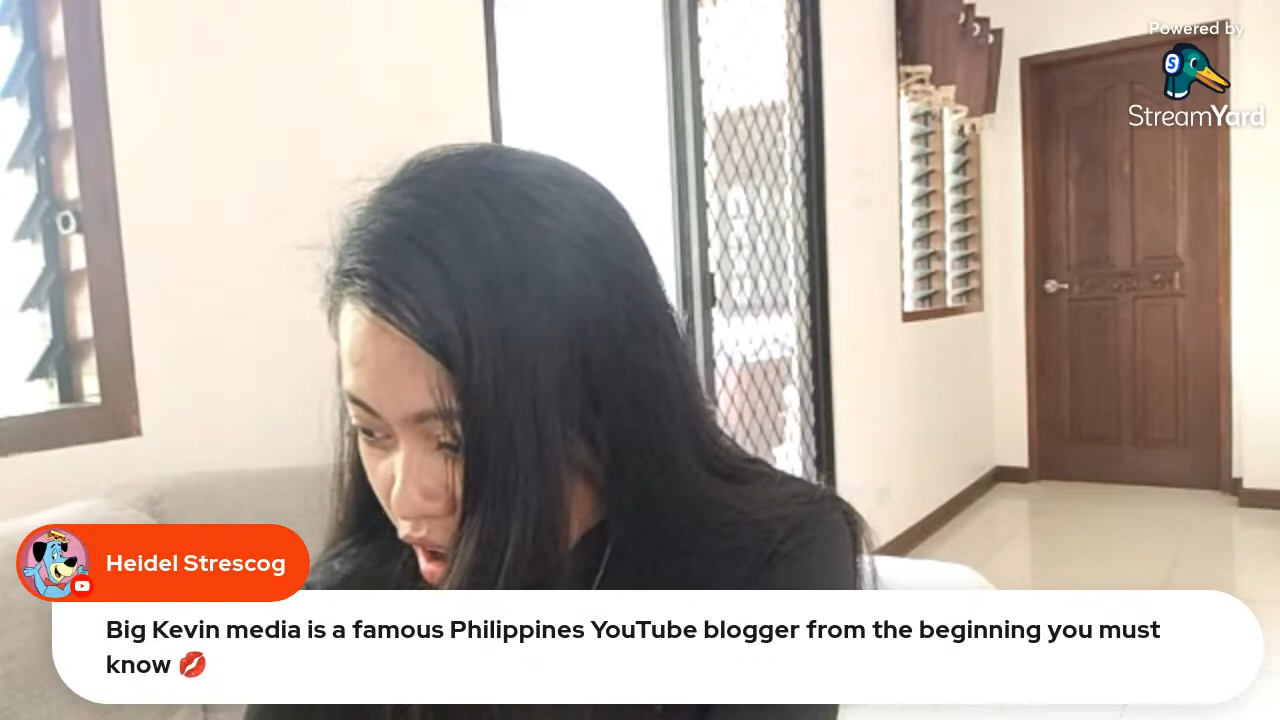 Powered by
StreamYard
Heidel Strescog
Big Kevin media is a famous Philippines YouTube blogger from the beginning you must
know 💋